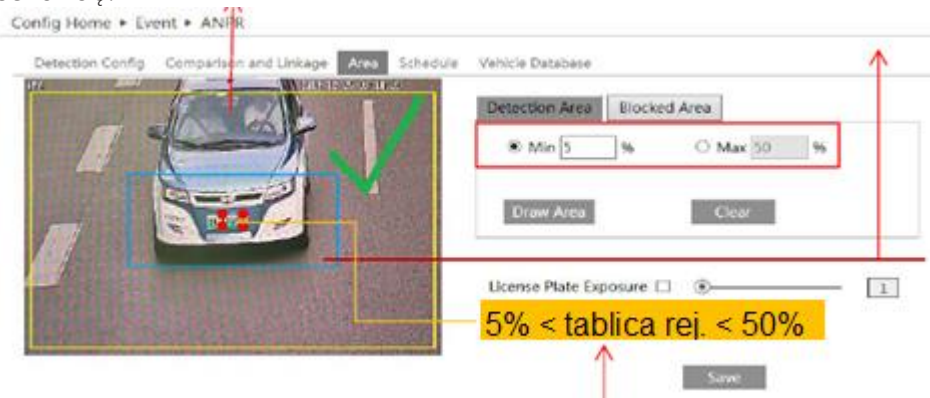 Config Home ▸ Event ▸ ANPR
Detection Config Comparison and Linkage Area Schedule Vehicle Database
Detection Area Blocked Area
Min 5 % Max 50 %
Draw Area Clear
License Plate Exposure 1
5% < tablica rej. < 50%
Save